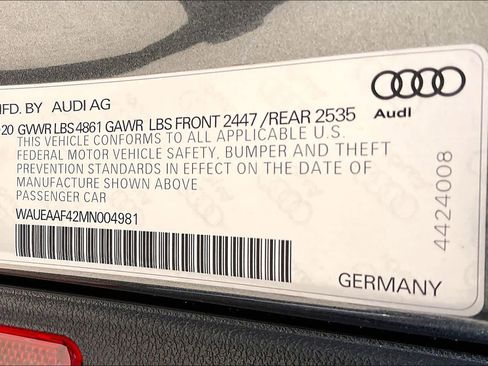 MFD. BY AUDI AG
Audi
20 GVWR LBS 4861 GAWR LBS FRONT 2447 /REAR 2535
THIS VEHICLE CONFORMS TO ALL APPLICABLE U.S.
FEDERAL MOTOR VEHICLE SAFETY, BUMPER AND THEFT
PREVENTION STANDARDS IN EFFECT ON THE DATE OF
MANUFACTURE SHOWN ABOVE
PASSENGER CAR
WAUEAAF42MN004981
4424008
GERMANY